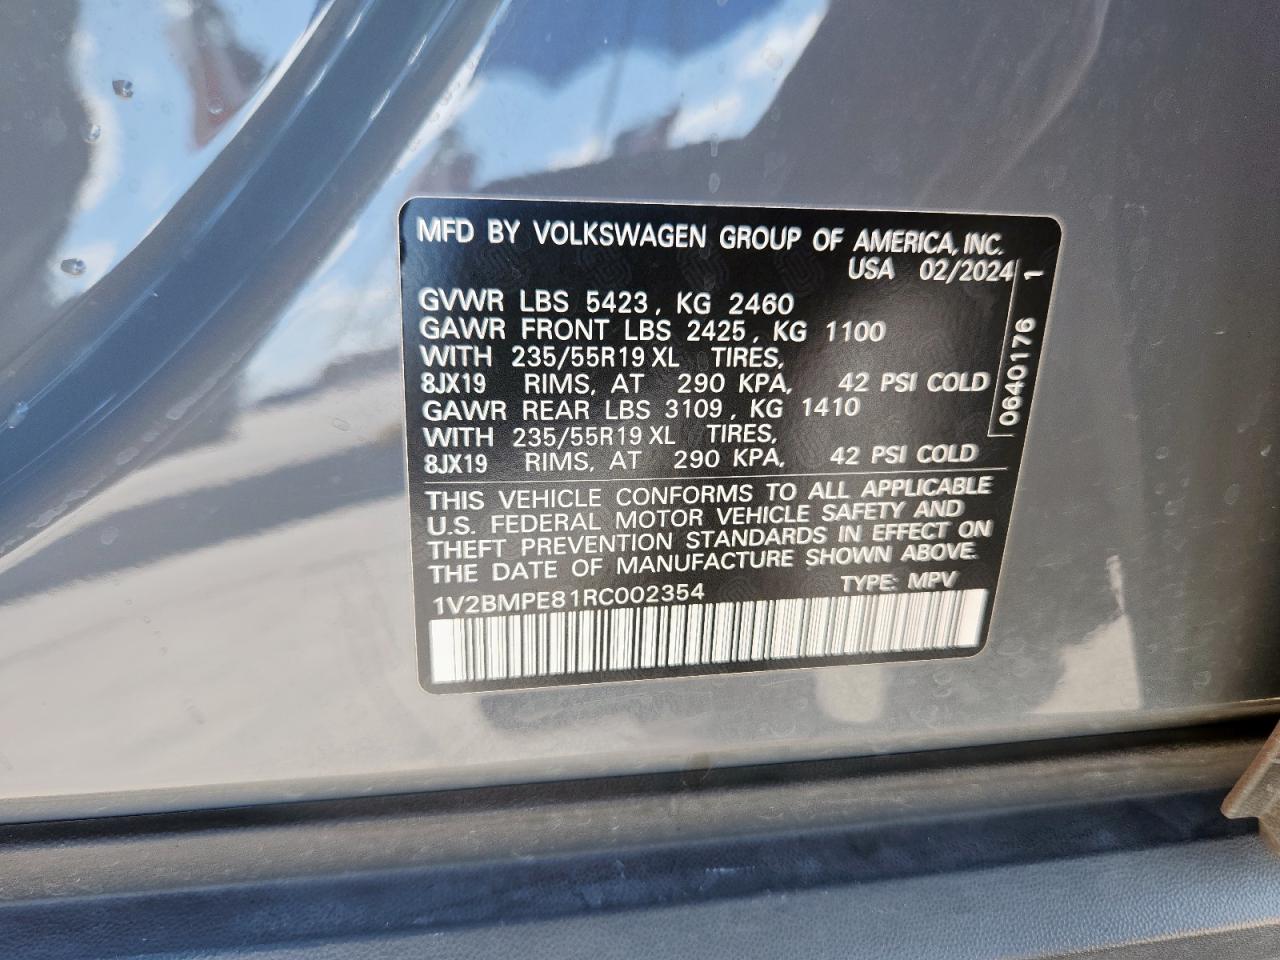 MFD BY VOLKSWAGEN GROUP OF AMERICA, INC.
USA 02/2024
GVWR LBS 5423, KG 2460
GAWR FRONT LBS 2425, KG 1100
WITH 235/55R19 XL TIRES,
8JX19 RIMS, AT 290 KPA, 42 PSI COLD
GAWR REAR LBS 3109, KG 1410
WITH 235/55R19 XL TIRES,
8JX19 RIMS, AT 290 KPA, 42 PSI COLD
0640176 1
THIS VEHICLE CONFORMS TO ALL APPLICABLE
U.S. FEDERAL MOTOR VEHICLE SAFETY AND
THEFT PREVENTION STANDARDS IN EFFECT ON
THE DATE OF MANUFACTURE SHOWN ABOVE.
1V2BMPE81RC002354 TYPE: MPV